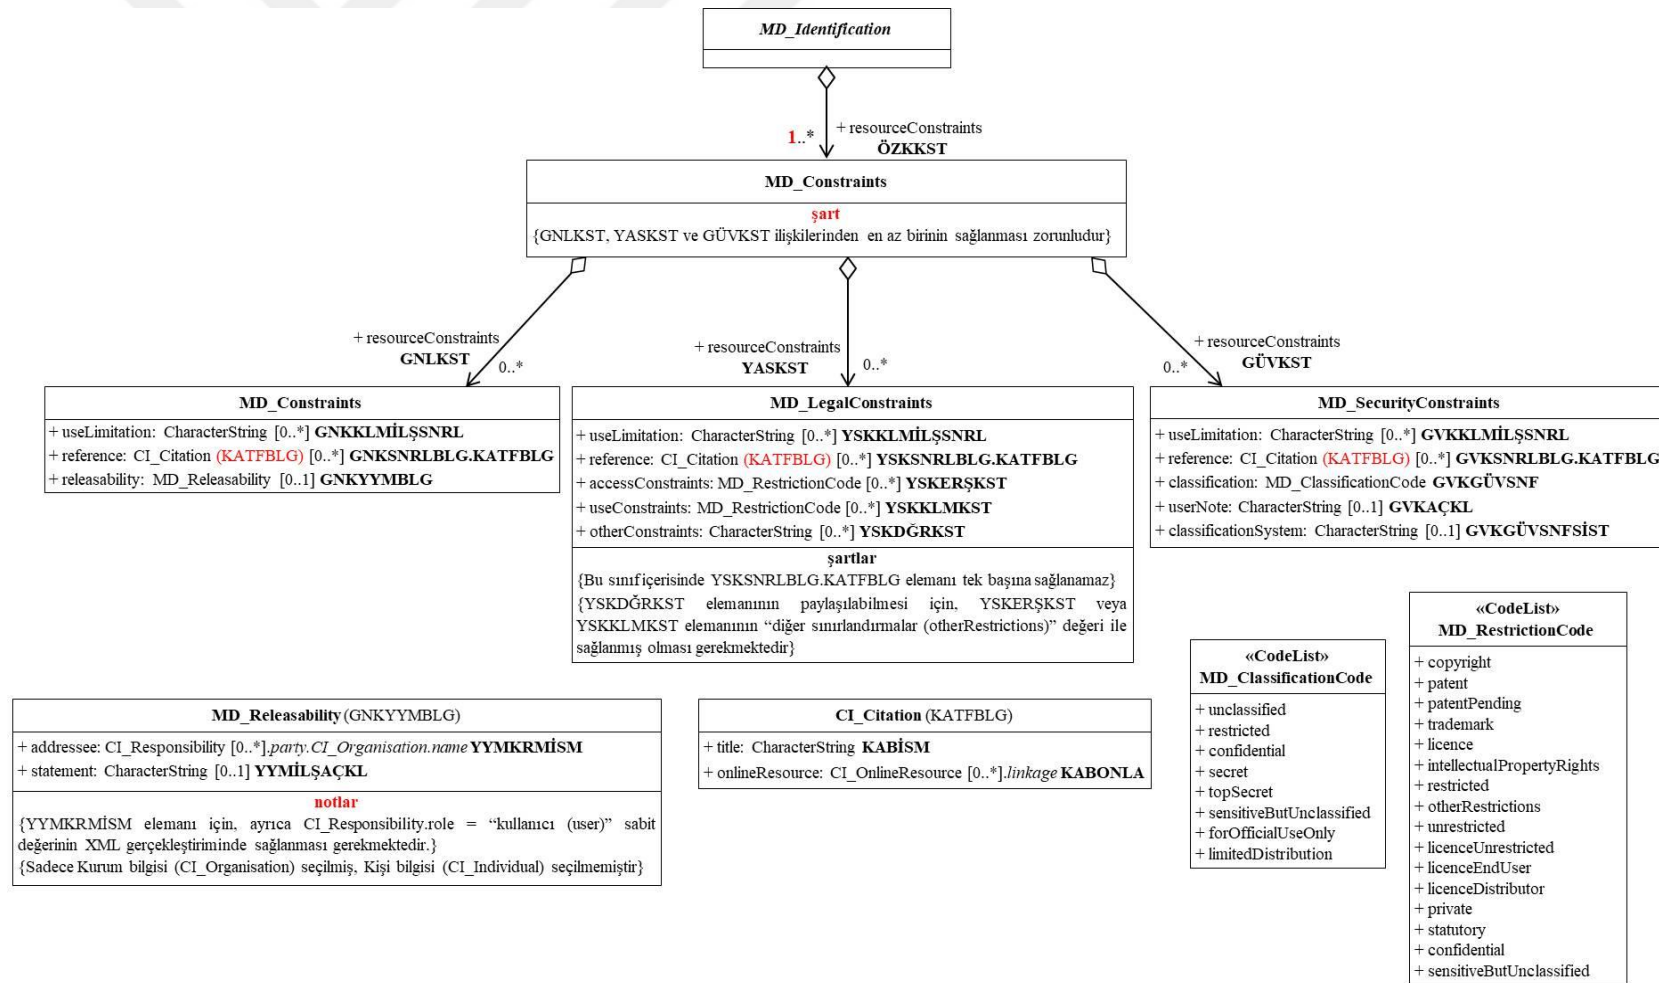 MD_Identification
1..*
+ resourceConstraints
ÖZKKST
MD_Constraints
şart
{GNLKST, YASKST ve GÜVKST ilişkilerinden en az birinin sağlanması zorunludur}
+ resourceConstraints
GNLKST
0..*
+ resourceConstraints
YASKST
0..*
+ resourceConstraints
GÜVKST
0..*
MD_Constraints
+ useLimitation: CharacterString [0..*] GNKKLMİLŞSNRL
+ reference: CI_Citation (KATFBLG) [0..*] GNKSNRLBLG.KATFBLG
+ releasability: MD_Releasability [0..1] GNKYYMBLG
MD_LegalConstraints
+ useLimitation: CharacterString [0..*] YSKKLMİLŞSNRL
+ reference: CI_Citation (KATFBLG) [0..*] YSKSNRLBLG.KATFBLG
+ accessConstraints: MD_RestrictionCode [0..*] YSKERŞKST
+ useConstraints: MD_RestrictionCode [0..*] YSKKLMKST
+ otherConstraints: CharacterString [0..*] YSKDĞRKST
şartlar
{Bu sınıf içerisinde YSKSNRLBLG.KATFBLG elemanı tek başına sağlanamaz}
{YSKDĞRKST elemanının paylaşılabilmesi için, YSKERŞKST veya
YSKKLMKST elemanının “diğer sınırlandırmalar (otherRestrictions)” değeri ile
sağlanmış olması gerekmektedir}
MD_SecurityConstraints
+ useLimitation: CharacterString [0..*] GVKKLMİLŞSNRL
+ reference: CI_Citation (KATFBLG) [0..*] GVKSNRLBLG.KATFBLG
+ classification: MD_ClassificationCode GVKGÜVSNF
+ userNote: CharacterString [0..1] GVKAÇKL
+ classificationSystem: CharacterString [0..1] GVKGÜVSNFSİST
MD_Releasability (GNKYYMBLG)
+ addressee: CI_Responsibility [0..*].party.CI_Organisation.name YYMKRMİSM
+ statement: CharacterString [0..1] YYMİLŞAÇKL
notlar
{YYMKRMİSM elemanı için, ayrıca CI_Responsibility.role = “kullanıcı (user)” sabit
değerinin XML gerçekleştiriminde sağlanması gerekmektedir.}
{Sadece Kurum bilgisi (CI_Organisation) seçilmiş, Kişi bilgisi (CI_Individual) seçilmemiştir}
CI_Citation (KATFBLG)
+ title: CharacterString KABİSM
+ onlineResource: CI_OnlineResource [0..*].linkage KABONLA
«CodeList»
MD_ClassificationCode
+ unclassified
+ restricted
+ confidential
+ secret
+ topSecret
+ sensitiveButUnclassified
+ forOfficialUseOnly
+ limitedDistribution
«CodeList»
MD_RestrictionCode
+ copyright
+ patent
+ patentPending
+ trademark
+ licence
+ intellectualPropertyRights
+ restricted
+ otherRestrictions
+ unrestricted
+ licenceUnrestricted
+ licenceEndUser
+ licenceDistributor
+ private
+ statutory
+ confidential
+ sensitiveButUnclassified